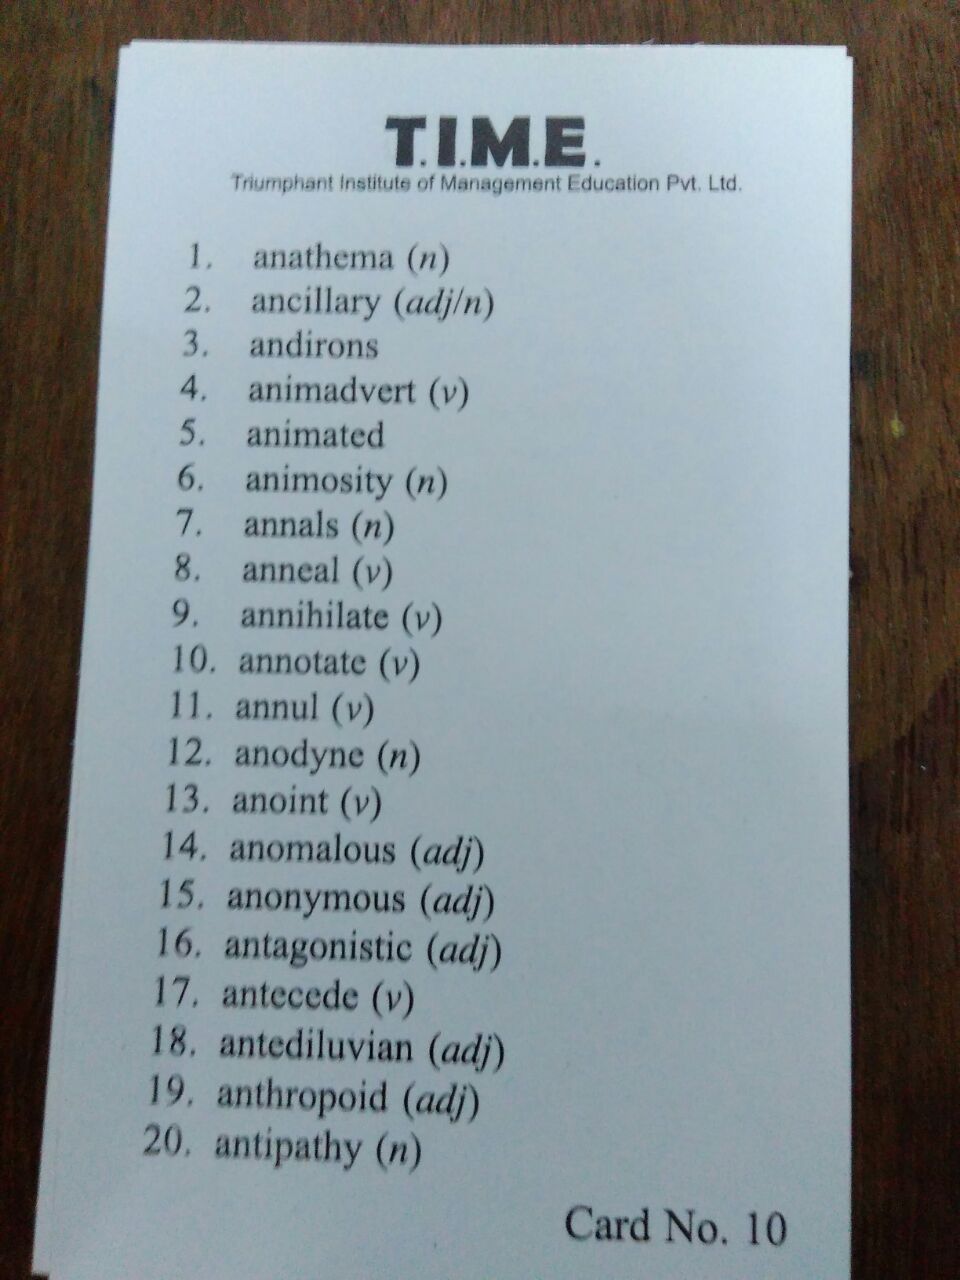 T.I.M.E.
Triumphant Institute of Management Education Pvt. Ltd.
1. anathema (n)
2. ancillary (adj/n)
3. andirons
4. animadvert (v)
5. animated
6. animosity (n)
7. annals (n)
8. anneal (v)
9. annihilate (v)
10. annotate (v)
11. annul (v)
12. anodyne (n)
13. anoint (v)
14. anomalous (adj)
15. anonymous (adj)
16. antagonistic (adj)
17. antecede (v)
18. antediluvian (adj)
19. anthropoid (adj)
20. antipathy (n)
Card No. 10